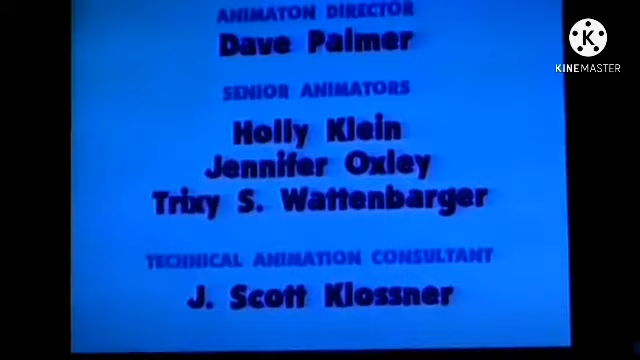 ANIMATON DIRECTOR
Dave Palmer
SENIOR ANIMATORS
Holly Klein
Jennifer Oxley
Trixy S. Wattenbarger
TECHNICAL ANIMATION CONSULTANT
J. Scott Klossner
KINEMASTER